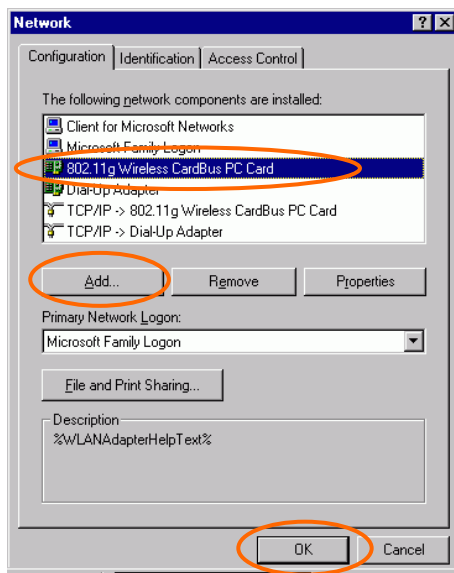 Network
Configuration Identification Access Control
The following network components are installed:
Client for Microsoft Networks
Microsoft Family Logon
802.11g Wireless CardBus PC Card
Dial-Up Adapter
TCP/IP -> 802.11g Wireless CardBus PC Card
TCP/IP -> Dial-Up Adapter
Add... Remove Properties
Primary Network Logon:
Microsoft Family Logon
File and Print Sharing...
Description
%WLANAdapterHelpText%
OK Cancel